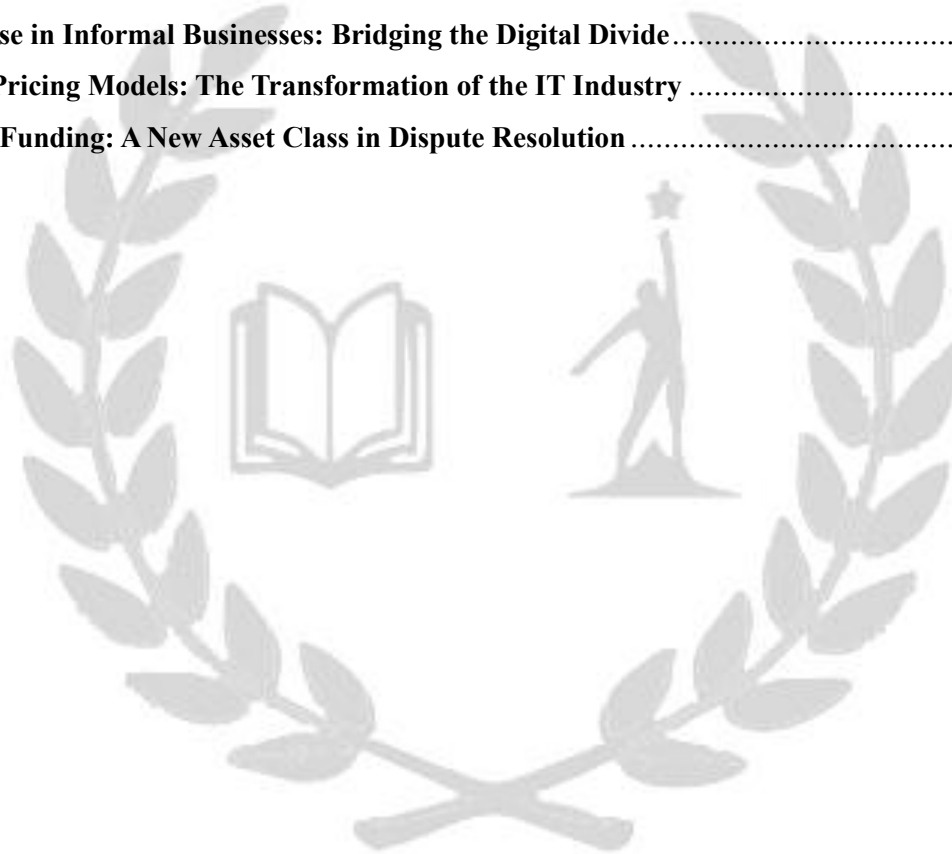 se in Informal Businesses: Bridging the Digital Divide................................
Pricing Models: The Transformation of the IT Industry ..............................
Funding: A New Asset Class in Dispute Resolution .....................................